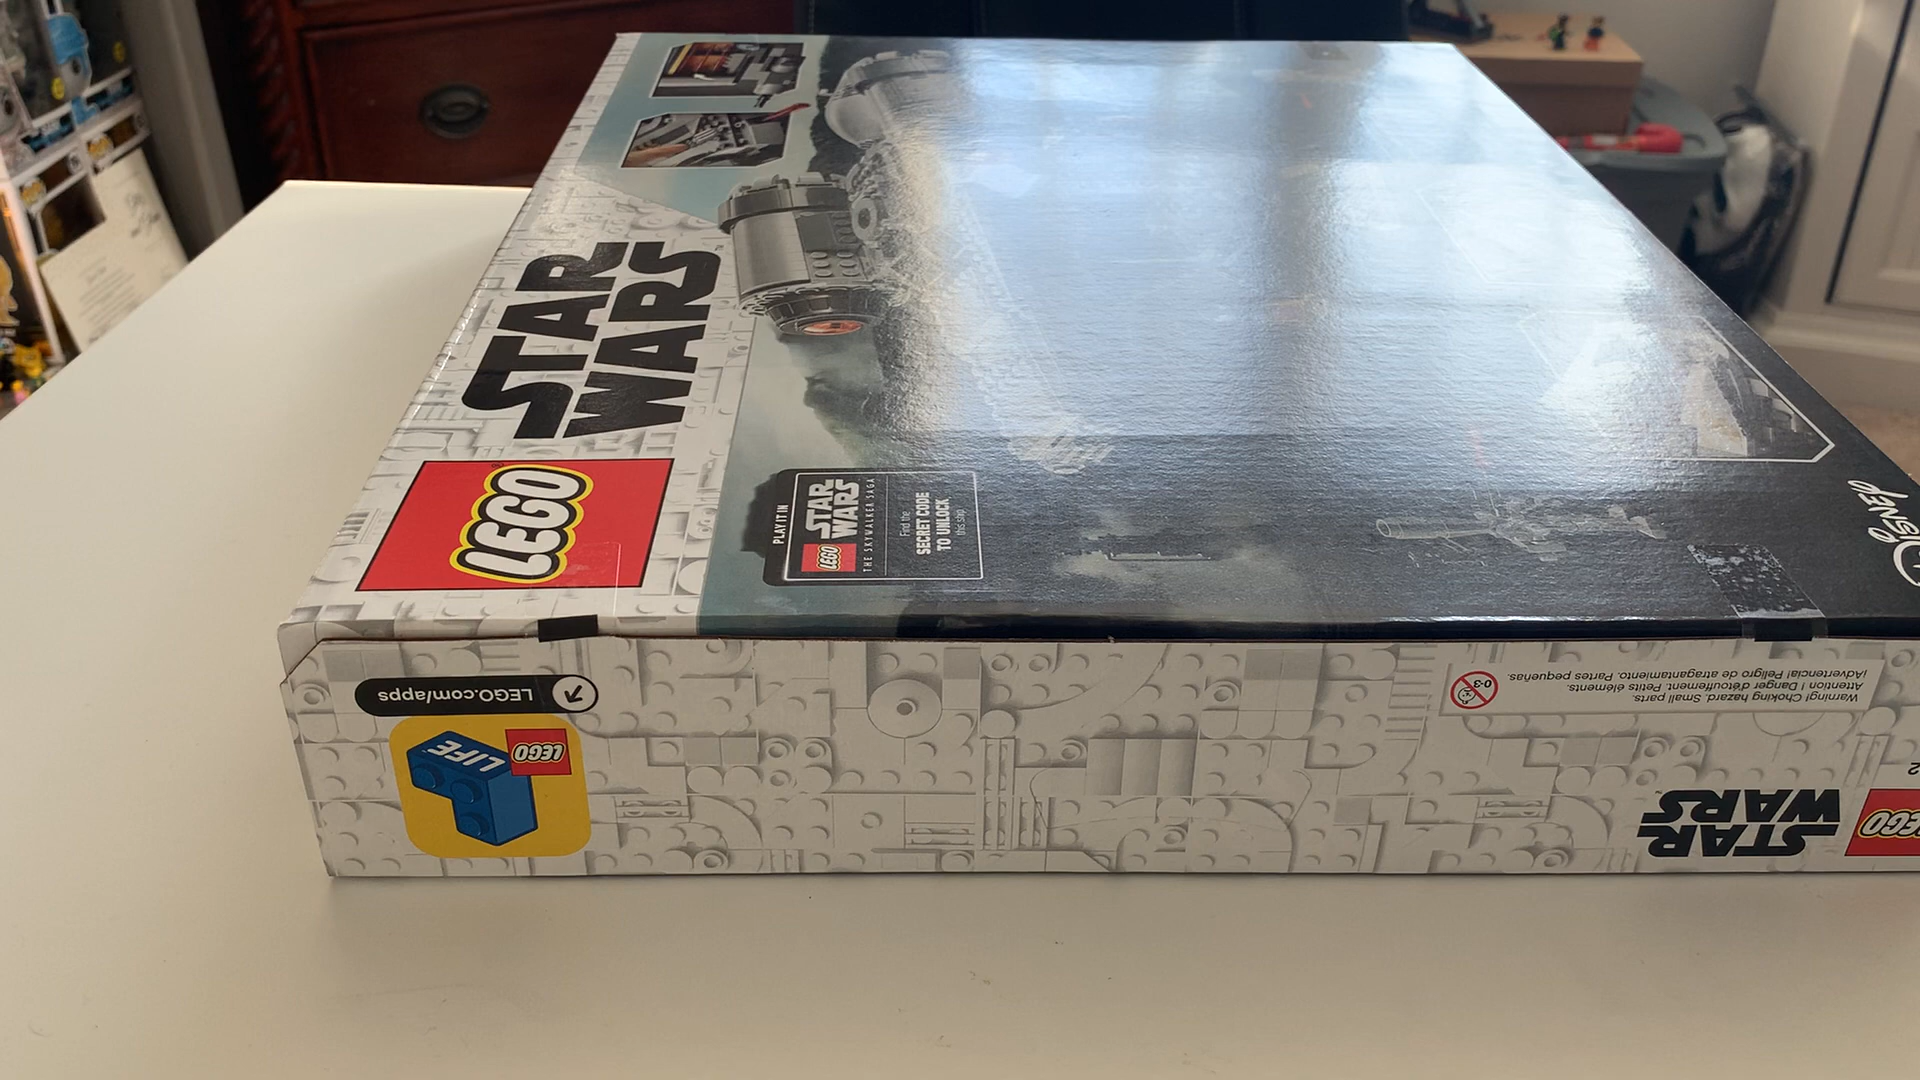 STAR
WARS
LEGO
PLAY IT IN
LEGO
STAR
WARS
THE SKYWALKER SAGA
Find the
SECRET CODE
TO UNLOCK
this ship
Disney
LEGO.com/apps
LEGO
LIFE
0-3
Warning! Choking hazard. Small parts.
Attention ! Danger d'étouffement. Petits éléments.
¡Advertencia! Peligro de atragantamiento. Partes pequeñas.
LEGO
STAR
WARS